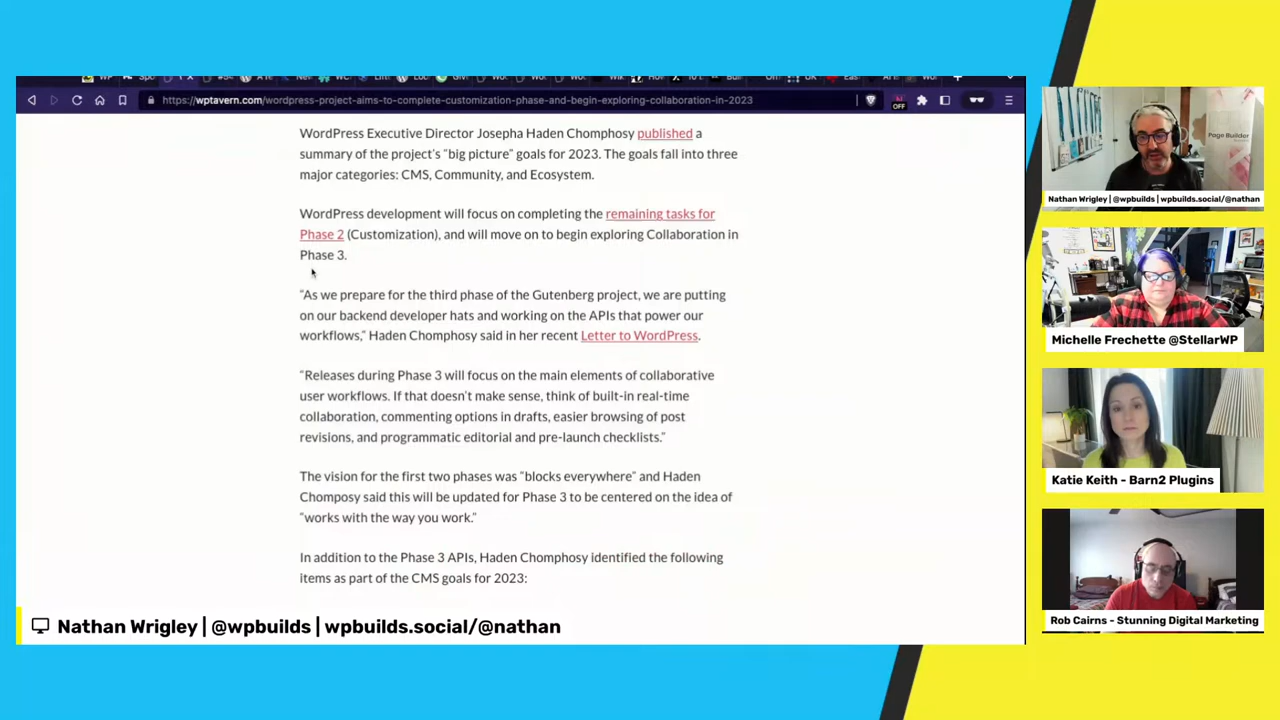 https://wptavern.com/wordpress-project-aims-to-complete-customization-phase-and-begin-exploring-collaboration-in-2023
OFF
WordPress Executive Director Josepha Haden Chomphosy published a
summary of the project's "big picture" goals for 2023. The goals fall into three
major categories: CMS, Community, and Ecosystem.
WordPress development will focus on completing the remaining tasks for
Phase 2 (Customization), and will move on to begin exploring Collaboration in
Phase 3.
"As we prepare for the third phase of the Gutenberg project, we are putting
on our backend developer hats and working on the APIs that power our
workflows," Haden Chomphosy said in her recent Letter to WordPress.
"Releases during Phase 3 will focus on the main elements of collaborative
user workflows. If that doesn't make sense, think of built-in real-time
collaboration, commenting options in drafts, easier browsing of post
revisions, and programmatic editorial and pre-launch checklists."
The vision for the first two phases was "blocks everywhere" and Haden
Chomposy said this will be updated for Phase 3 to be centered on the idea of
"works with the way you work."
In addition to the Phase 3 APIs, Haden Chomphosy identified the following
items as part of the CMS goals for 2023:
Nathan Wrigley | @wpbuilds | wpbuilds.social/@nathan
Page Builder
Nathan Wrigley | @wpbuilds | wpbuilds.social/@nathan
Michelle Frechette @StellarWP
Katie Keith - Barn2 Plugins
Rob Cairns - Stunning Digital Marketing